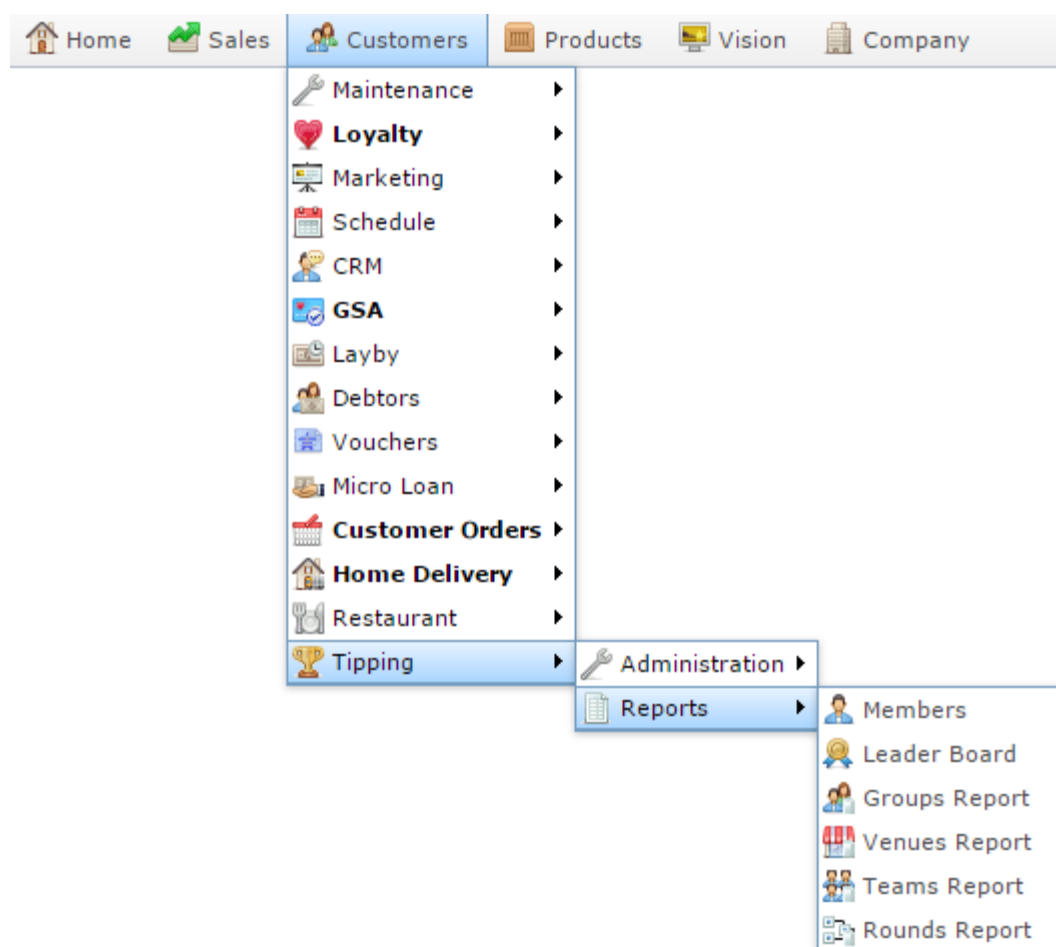 Home Sales Customers Products Vision Company
Maintenance
Loyalty
Marketing
Schedule
CRM
GSA
Layby
Debtors
Vouchers
Micro Loan
Customer Orders
Home Delivery
Restaurant
Tipping
Administration
Reports
Members
Leader Board
Groups Report
Venues Report
Teams Report
Rounds Report